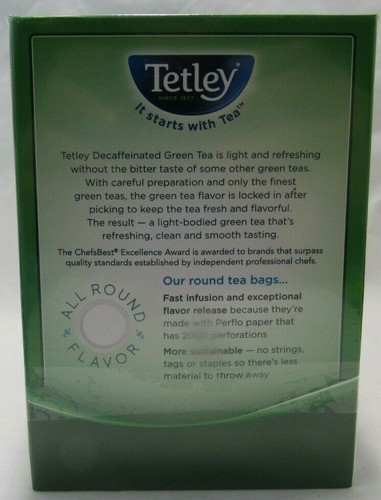 Tetley®
SINCE 1837
It starts with Tea™
Tetley Decaffeinated Green Tea is light and refreshing
without the bitter taste of some other green teas.
With careful preparation and only the finest
green teas, the green tea flavor is locked in after
picking to keep the tea fresh and flavorful.
The result — a light-bodied green tea that's
refreshing, clean and smooth tasting.
The ChefsBest® Excellence Award is awarded to brands that surpass
quality standards established by independent professional chefs.
Our round tea bags...
Fast infusion and exceptional
flavor release because they're
made with Perflo paper that
has 2000 perforations
More sustainable — no strings,
tags or staples so there's less
material to throw away
ALL ROUND
FLAVOR